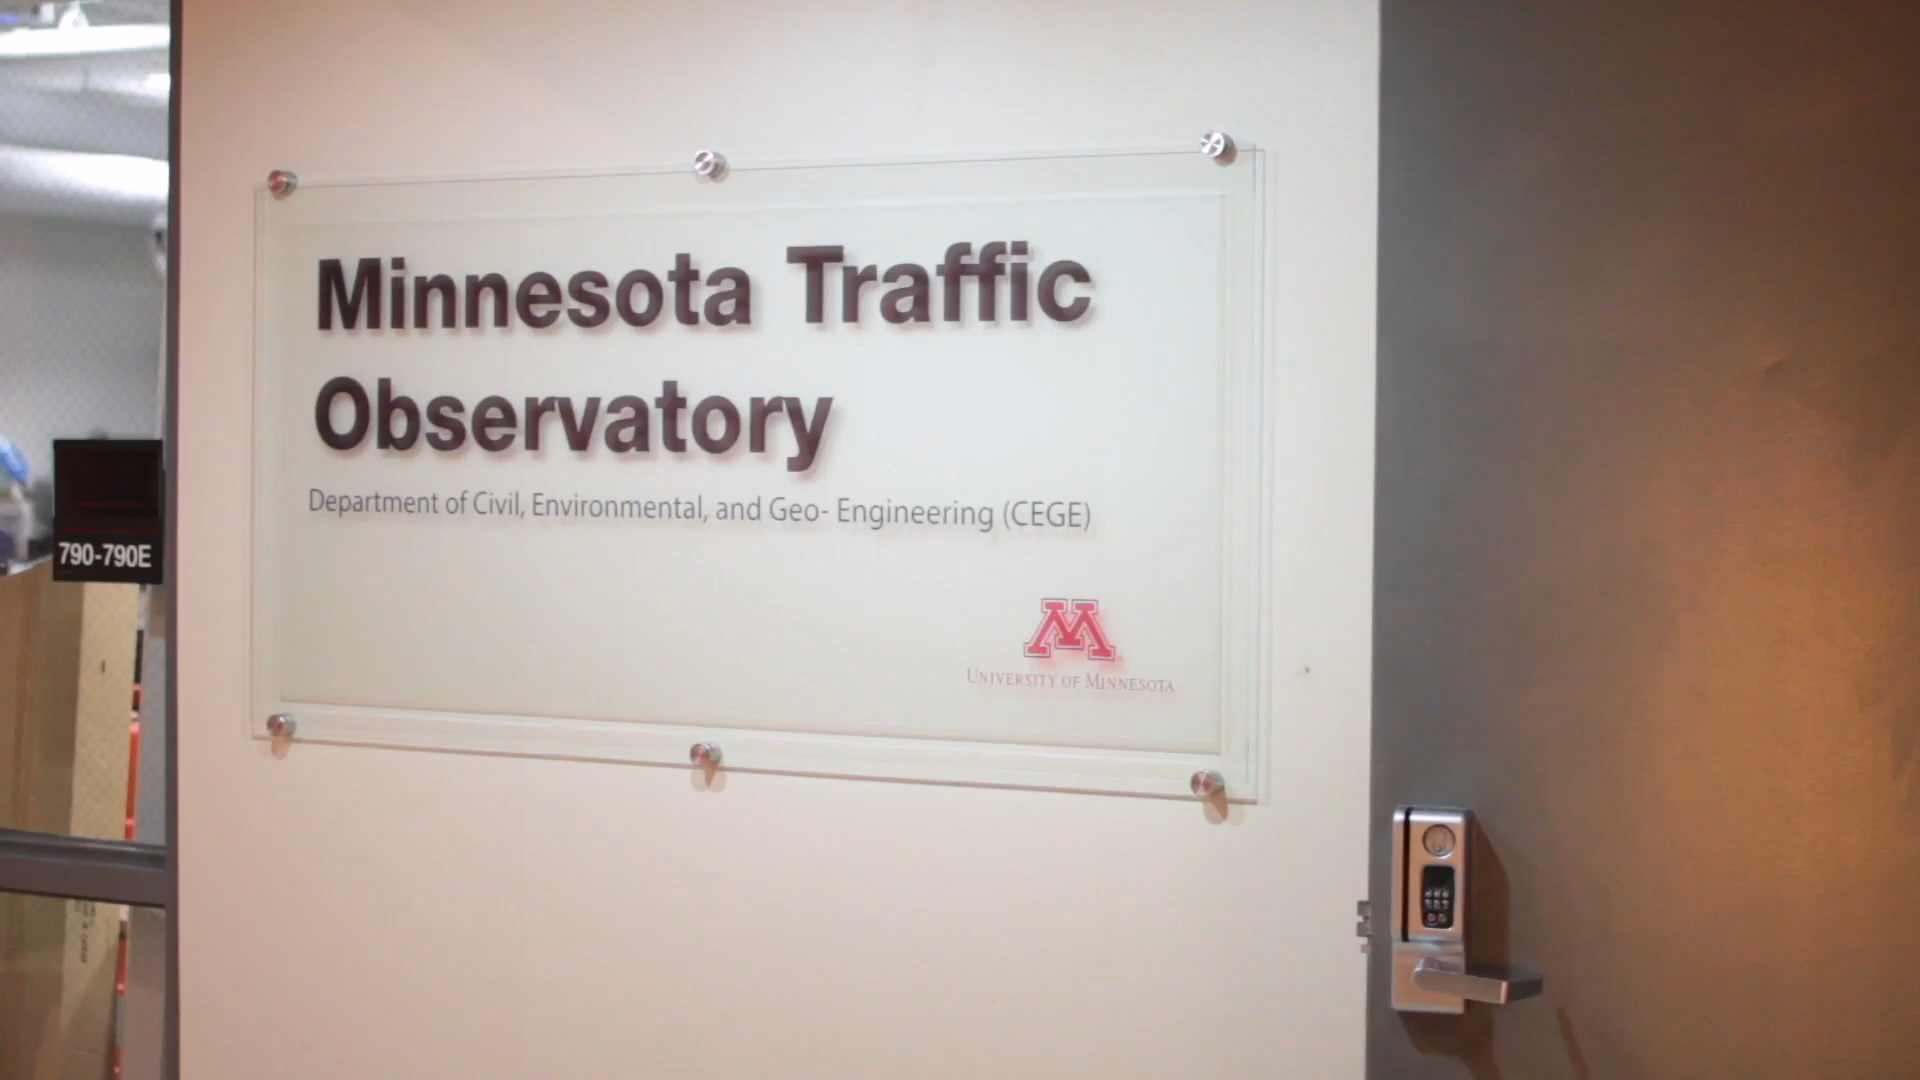 Minnesota Traffic
Observatory
Department of Civil, Environmental, and Geo- Engineering (CEGE)
M
UNIVERSITY OF MINNESOTA
790-790E